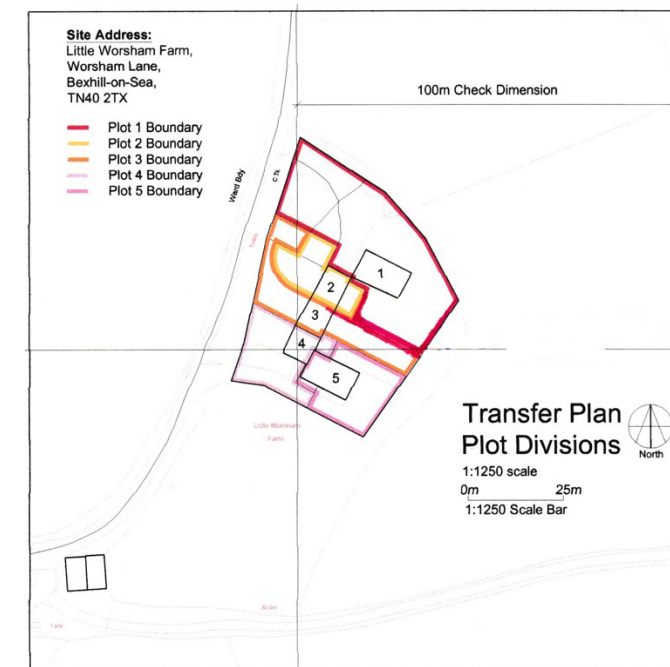 Site Address:
Little Worsham Farm,
Worsham Lane,
Bexhill-on-Sea,
TN40 2TX
Plot 1 Boundary
Plot 2 Boundary
Plot 3 Boundary
Plot 4 Boundary
Plot 5 Boundary
100m Check Dimension
Ward Bdy
C Tk
Track
1
2
3
4
5
Little Worsham
Farm
Transfer Plan
Plot Divisions
North
1:1250 scale
0m 25m
1:1250 Scale Bar